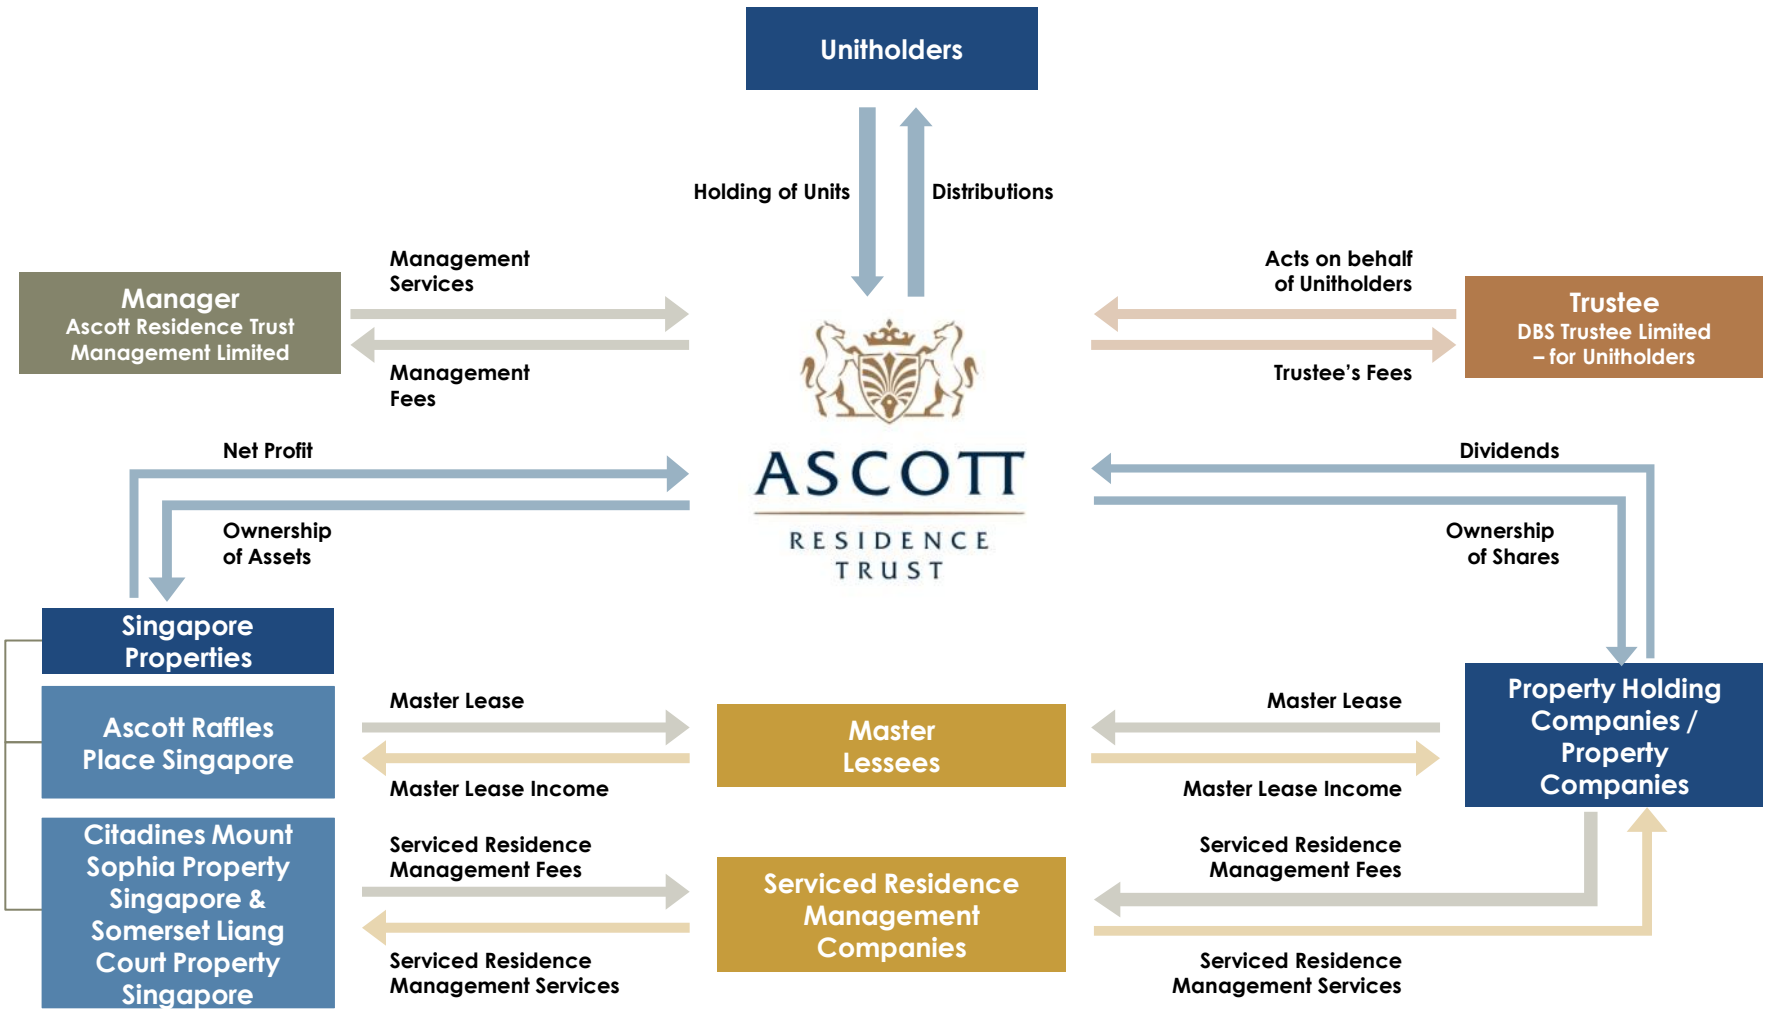 Unitholders
Holding of Units
Distributions
Management
Services
Manager
Ascott Residence Trust
Management Limited
Management
Fees
Acts on behalf
of Unitholders
Trustee
DBS Trustee Limited
– for Unitholders
Trustee’s Fees
ASCOTT
RESIDENCE
TRUST
Net Profit
Ownership
of Assets
Dividends
Ownership
of Shares
Singapore
Properties
Ascott Raffles
Place Singapore
Master Lease
Master Lease Income
Master
Lessees
Master Lease
Master Lease Income
Property Holding
Companies /
Property
Companies
Citadines Mount
Sophia Property
Singapore &
Somerset Liang
Court Property
Singapore
Serviced Residence
Management Fees
Serviced Residence
Management Services
Serviced Residence
Management
Companies
Serviced Residence
Management Fees
Serviced Residence
Management Services